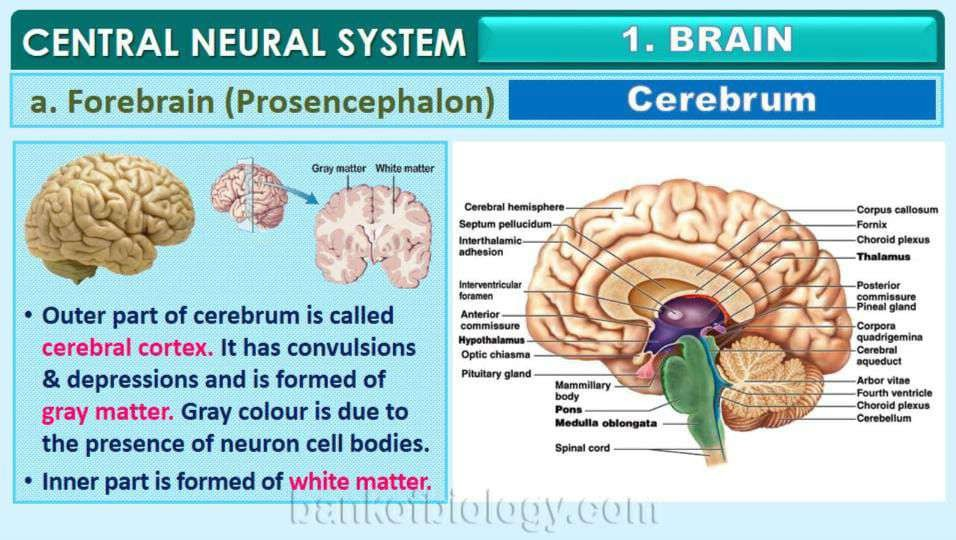 CENTRAL NEURAL SYSTEM
1. BRAIN
a. Forebrain (Prosencephalon)
Cerebrum
Gray matter White matter
• Outer part of cerebrum is called
cerebral cortex. It has convulsions
& depressions and is formed of
gray matter. Gray colour is due to
the presence of neuron cell bodies.
• Inner part is formed of white matter.
Cerebral hemisphere
Septum pellucidum
Interthalamic
adhesion
Interventricular
foramen
Anterior
commissure
Hypothalamus
Optic chiasma
Pituitary gland
Mammillary
body
Pons
Medulla oblongata
Spinal cord
Corpus callosum
Fornix
Choroid plexus
Thalamus
Posterior
commissure
Pineal gland
Corpora
quadrigemina
Cerebral
aqueduct
Arbor vitae
Fourth ventricle
Choroid plexus
Cerebellum
bankofbiology.com